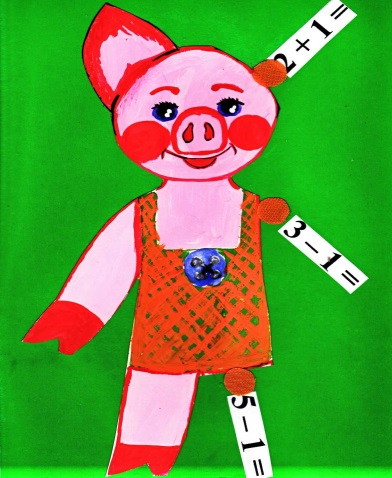 2+1=
3-1=
5-1=